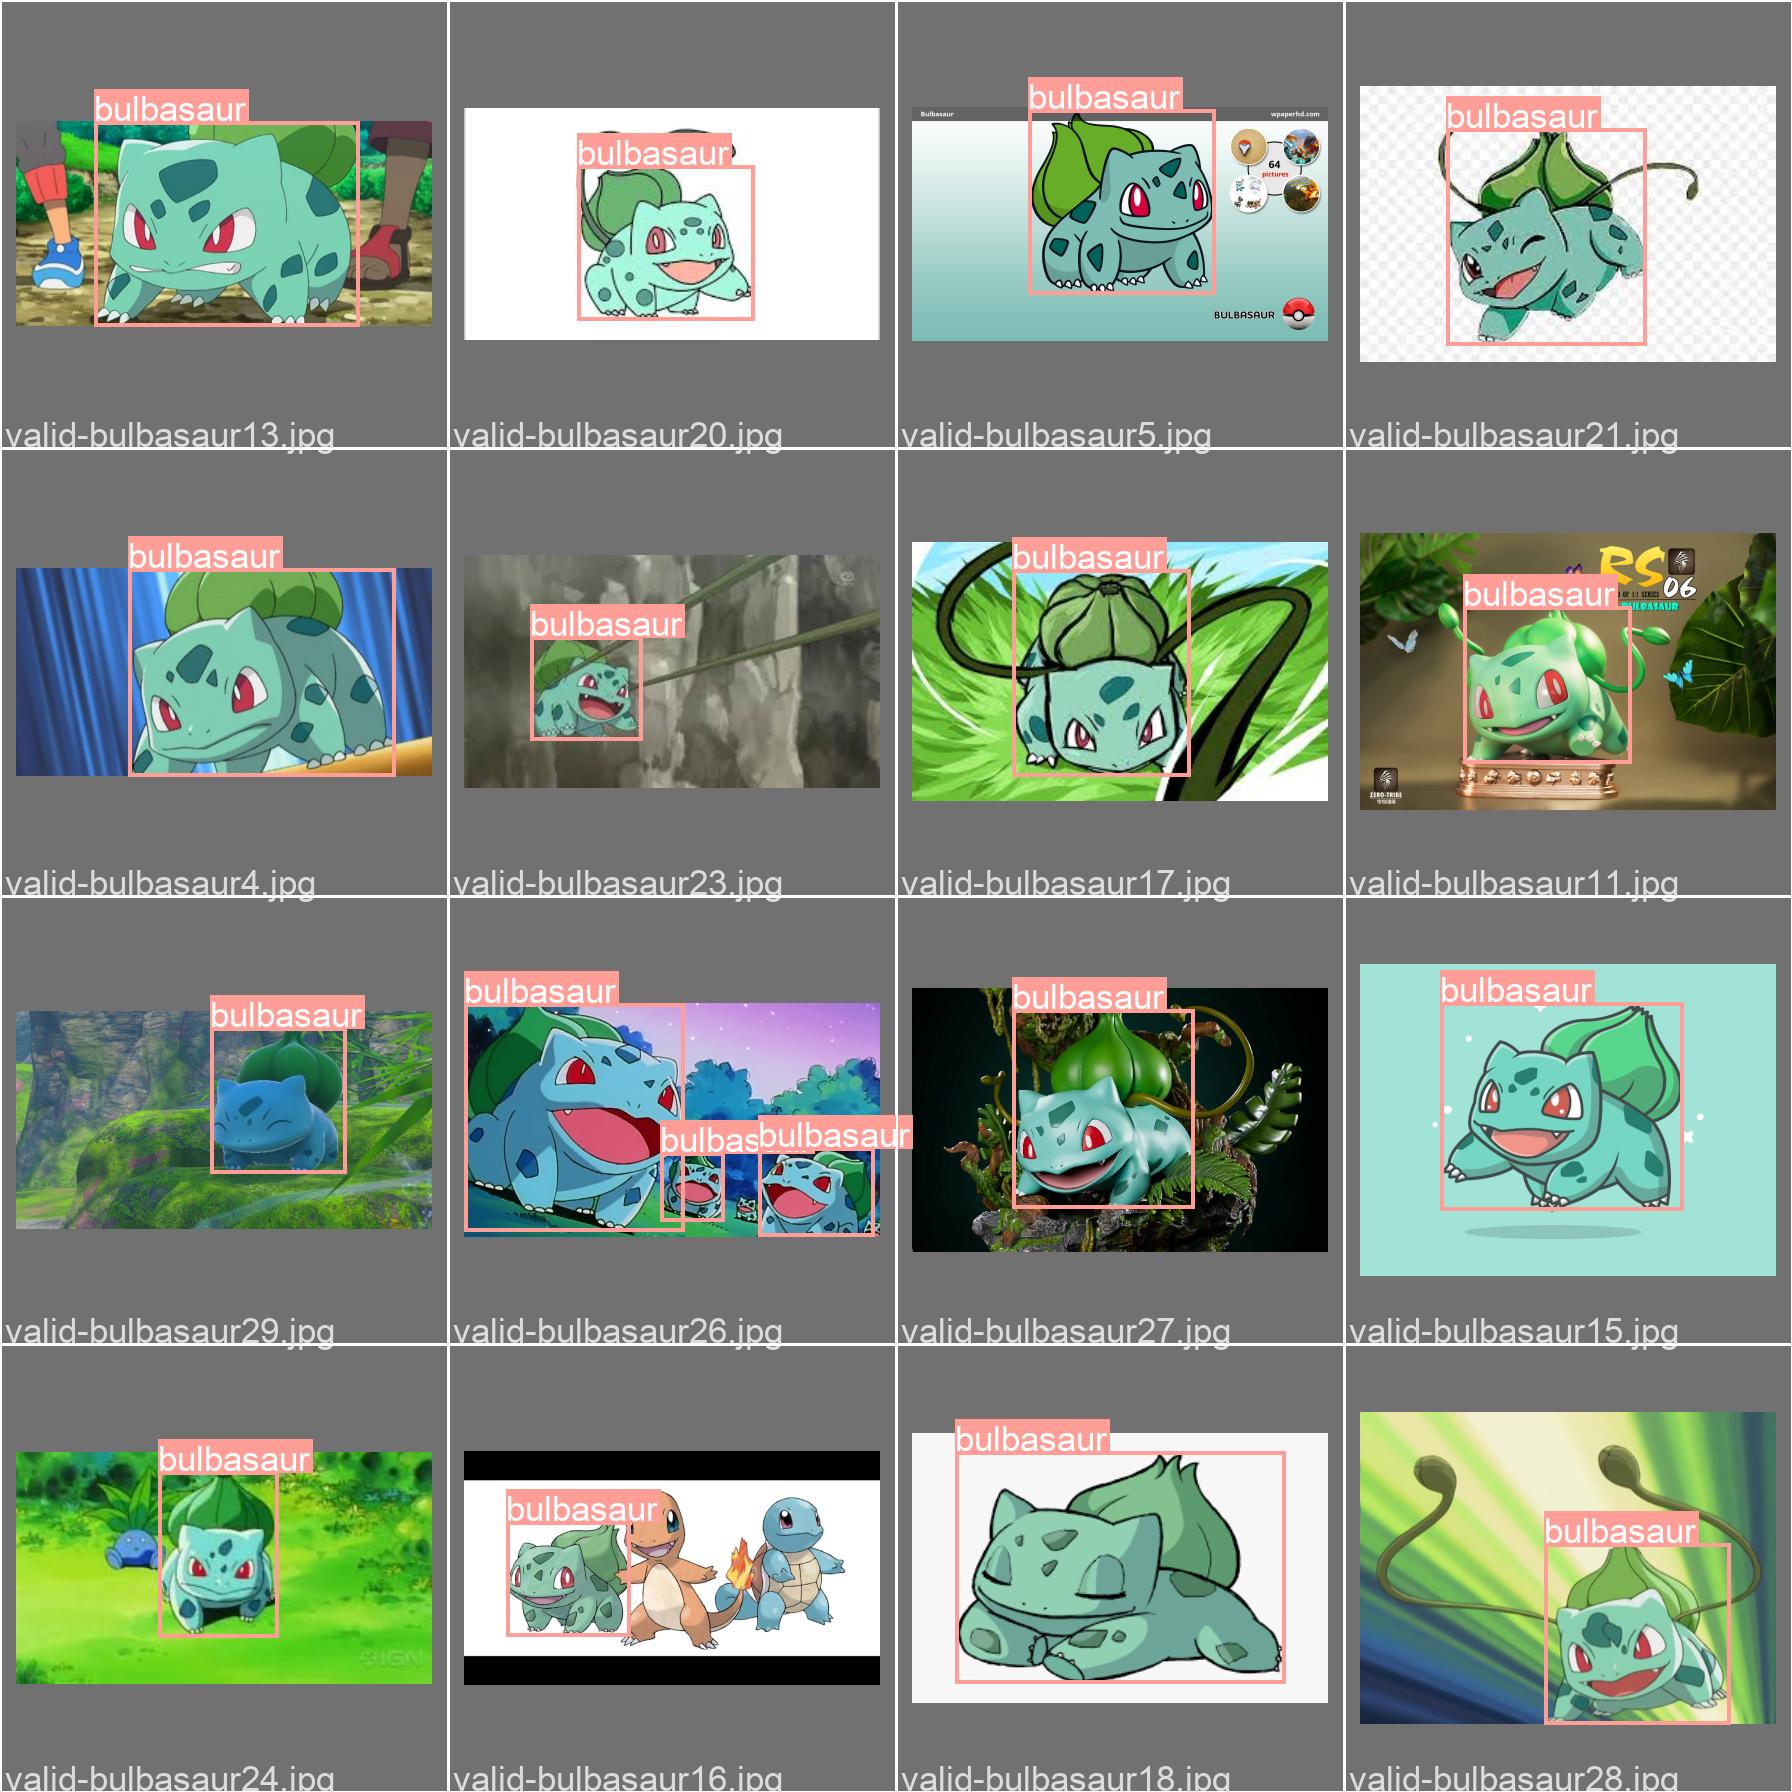 bulbasaur
valid-bulbasaur13.jpg
bulbasaur
valid-bulbasaur20.jpg
bulbasaur
Bulbasaur
wpaperhd.com
64
pictures
BULBASAUR
valid-bulbasaur5.jpg
bulbasaur
valid-bulbasaur21.jpg
bulbasaur
valid-bulbasaur4.jpg
bulbasaur
valid-bulbasaur23.jpg
bulbasaur
valid-bulbasaur17.jpg
RS
06
OF 1:1 SERIES
BULBASAUR
bulbasaur
ZERO-TRIBE
valid-bulbasaur11.jpg
bulbasaur
valid-bulbasaur29.jpg
bulbasaur
bulbas
bulbasaur
valid-bulbasaur26.jpg
bulbasaur
valid-bulbasaur27.jpg
bulbasaur
valid-bulbasaur15.jpg
bulbasaur
IGN
valid-bulbasaur24.jpg
bulbasaur
valid-bulbasaur16.jpg
bulbasaur
valid-bulbasaur18.jpg
bulbasaur
valid-bulbasaur28.jpg